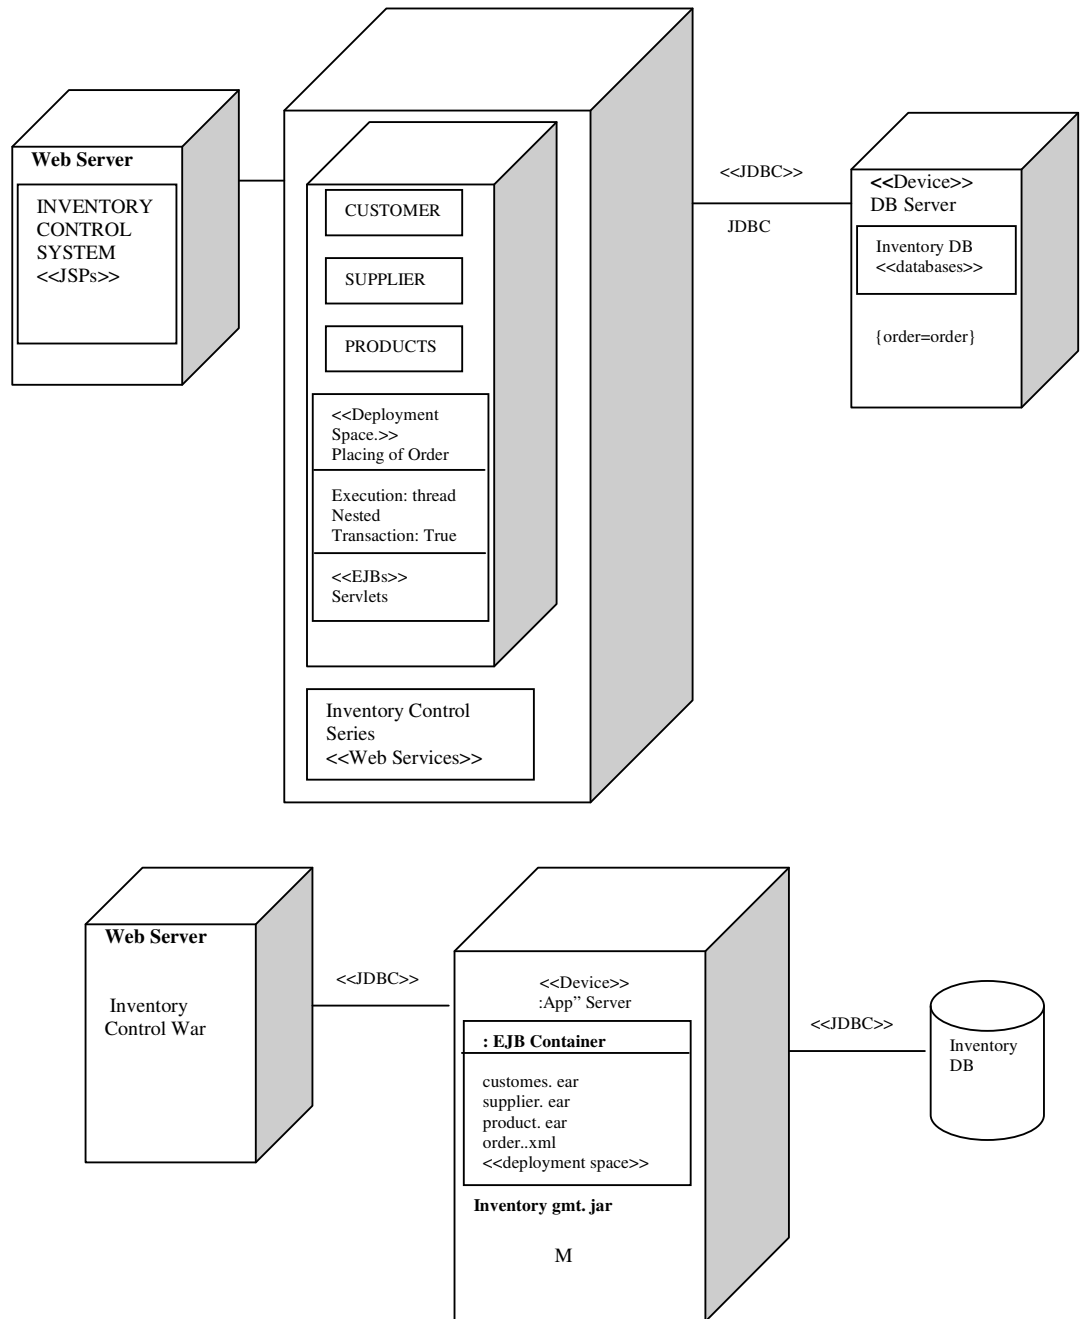 Web Server
INVENTORY
CONTROL
SYSTEM
<<JSPs>>
CUSTOMER
SUPPLIER
PRODUCTS
<<Deployment
Space.>>
Placing of Order
Execution: thread
Nested
Transaction: True
<<EJBs>>
Servlets
Inventory Control
Series
<<Web Services>>
<<JDBC>>
JDBC
<<Device>>
DB Server
Inventory DB
<<databases>>
{order=order}
Web Server
Inventory
Control War
<<JDBC>>
<<Device>>
:App” Server
: EJB Container
customes. ear
supplier. ear
product. ear
order..xml
<<deployment space>>
Inventory gmt. jar
M
<<JDBC>>
Inventory
DB